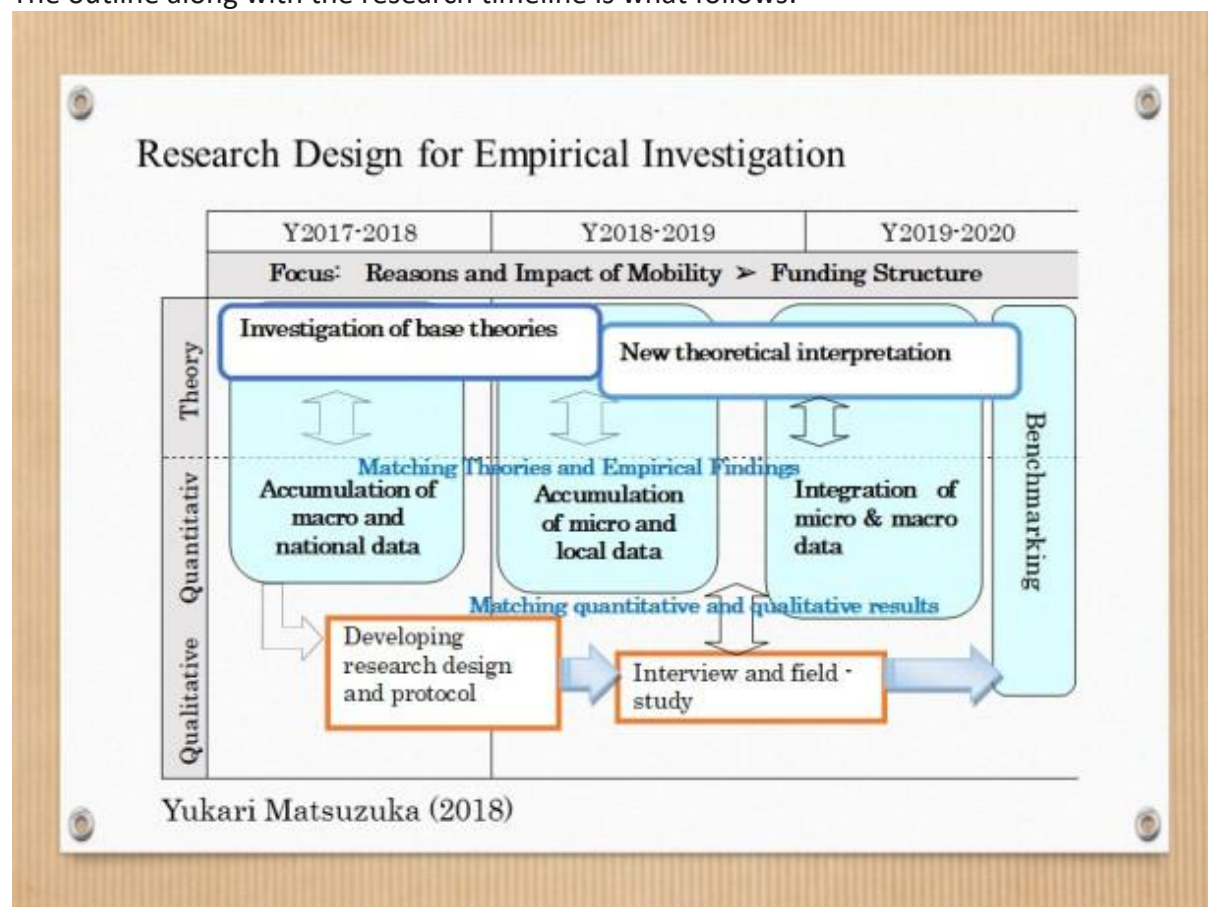 The outline along with the research timeline is what follows.
Research Design for Empirical Investigation
Y2017-2018
Y2018-2019
Y2019-2020
Focus: Reasons and Impact of Mobility ➢ Funding Structure
Theory
Investigation of base theories
New theoretical interpretation
Benchmarking
Matching Theories and Empirical Findings
Quantitativ
Accumulation of
macro and
national data
Accumulation
of micro and
local data
Integration of
micro & macro
data
Matching quantitative and qualitative results
Qualitative
Developing
research design
and protocol
Interview and field -
study
Yukari Matsuzuka (2018)